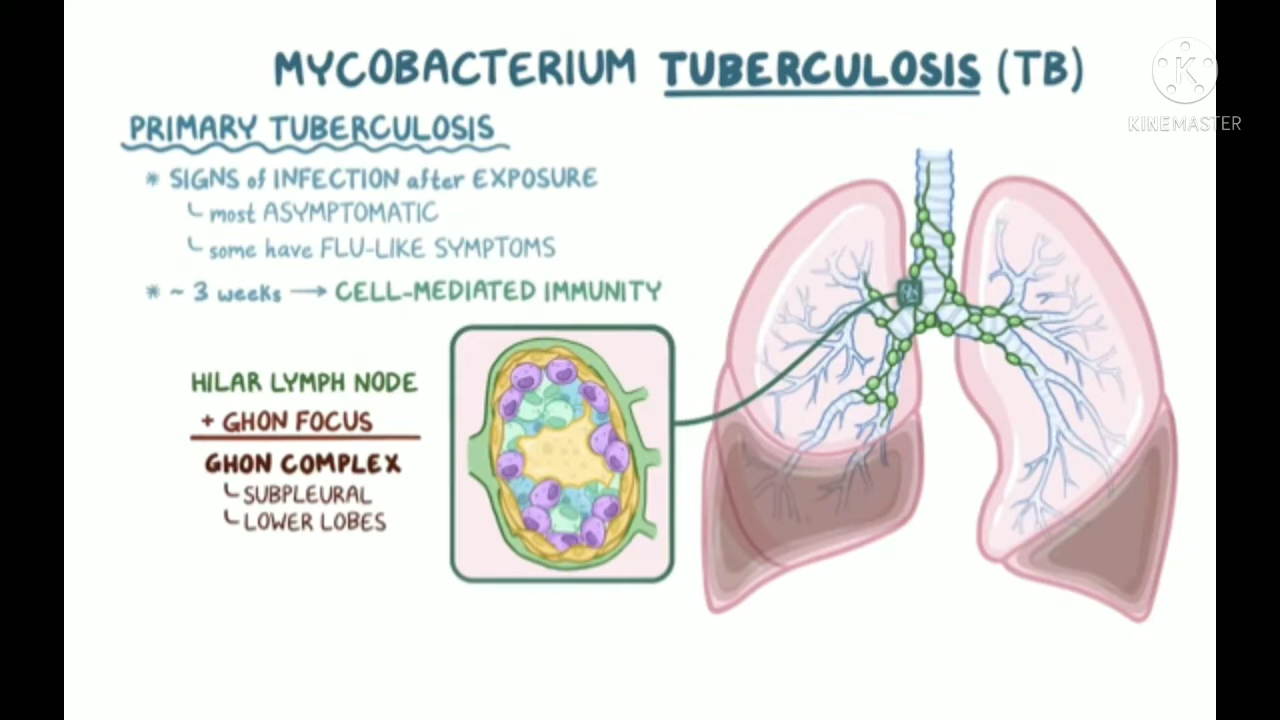 MYCOBACTERIUM TUBERCULOSIS (TB)
KINEMASTER
PRIMARY TUBERCULOSIS
* SIGNS of INFECTION after EXPOSURE
most ASYMPTOMATIC
some have FLU-LIKE SYMPTOMS
* ~ 3 weeks → CELL-MEDIATED IMMUNITY
HILAR LYMPH NODE
+ GHON FOCUS
GHON COMPLEX
SUBPLEURAL
LOWER LOBES